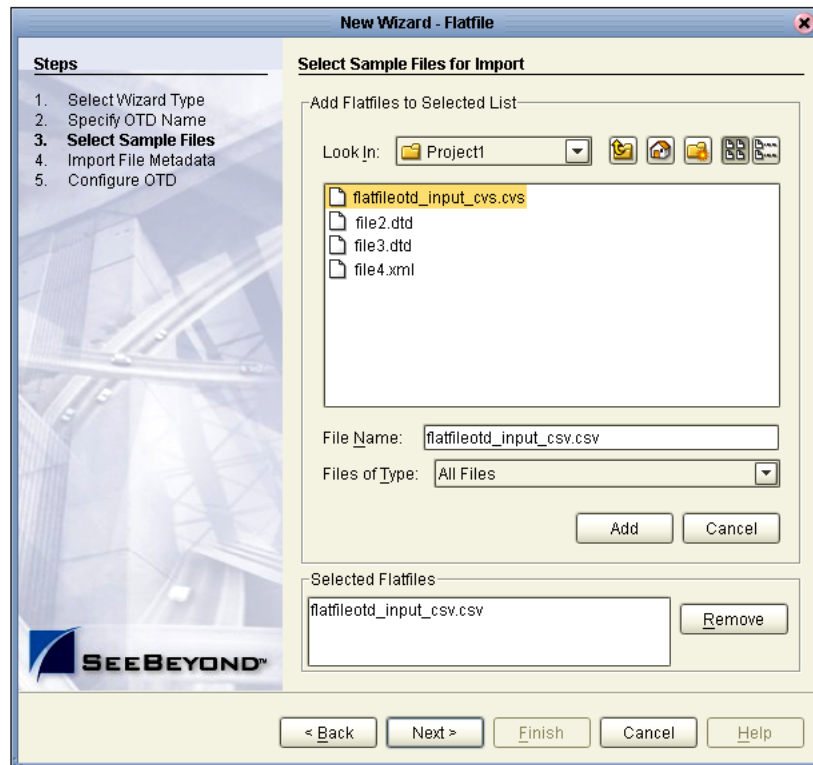 New Wizard - Flatfile
Steps
1. Select Wizard Type
2. Specify OTD Name
3. Select Sample Files
4. Import File Metadata
5. Configure OTD
SEEBEYOND™
Select Sample Files for Import
Add Flatfiles to Selected List
Look In: Project1
flatfileotd_input_cvs.cvs
file2.dtd
file3.dtd
file4.xml
File Name: flatfileotd_input_csv.csv
Files of Type: All Files
Add Cancel
Selected Flatfiles
flatfileotd_input_csv.csv
Remove
< Back Next > Finish Cancel Help